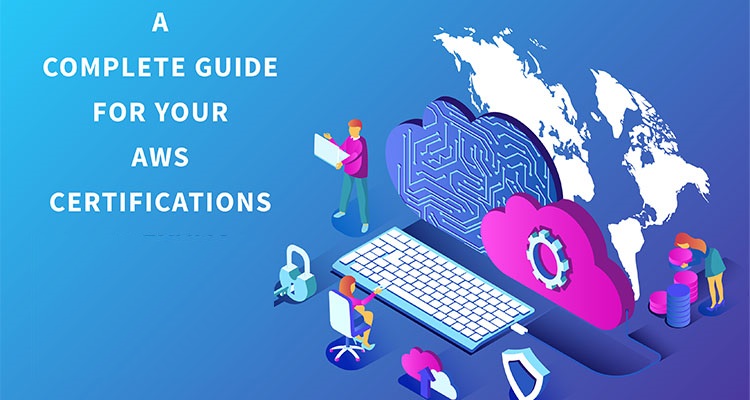 A
COMPLETE GUIDE
FOR YOUR
AWS
CERTIFICATIONS